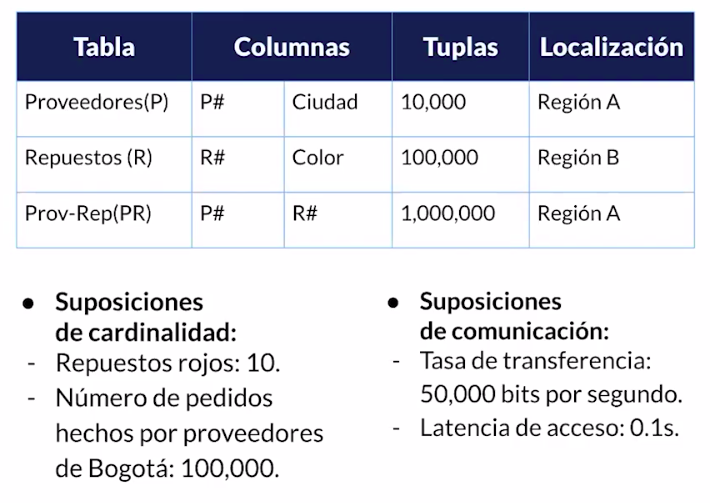 Tabla Columnas Tuplas Localización
Proveedores(P) P# Ciudad 10,000 Región A
Repuestos (R) R# Color 100,000 Región B
Prov-Rep(PR) P# R# 1,000,000 Región A
● Suposiciones
de cardinalidad:
- Repuestos rojos: 10.
- Número de pedidos
hechos por proveedores
de Bogotá: 100,000.
● Suposiciones
de comunicación:
- Tasa de transferencia:
50,000 bits por segundo.
- Latencia de acceso: 0.1s.